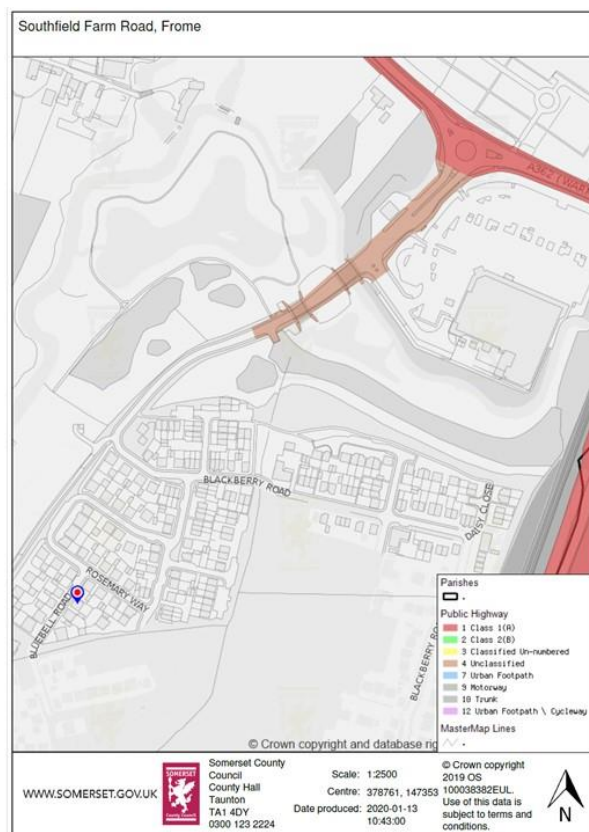 Southfield Farm Road, Frome
A362 (WAR
BLACKBERRY ROAD
DAISY CLOSE
ROSEMARY WAY
BLUEBELL ROAD
BLACKBERRY RO
Parishes
.
Public Highway
1 Class 1(A)
2 Class 2(B)
3 Classified Un-numbered
4 Unclassified
7 Urban Footpath
9 Motorway
10 Trunk
12 Urban Footpath \ Cycleway
MasterMap Lines
.
© Crown copyright and database rig
WWW.SOMERSET.GOV.UK
SOMERSET
County Council
Somerset County
Council
County Hall
Taunton
TA1 4DY
0300 123 2224
Scale: 1:2500
Centre: 378761, 147353
Date produced: 2020-01-13
10:43:00
© Crown copyright
2019 OS
100038382EUL.
Use of this data is
subject to terms and
conditions.
N